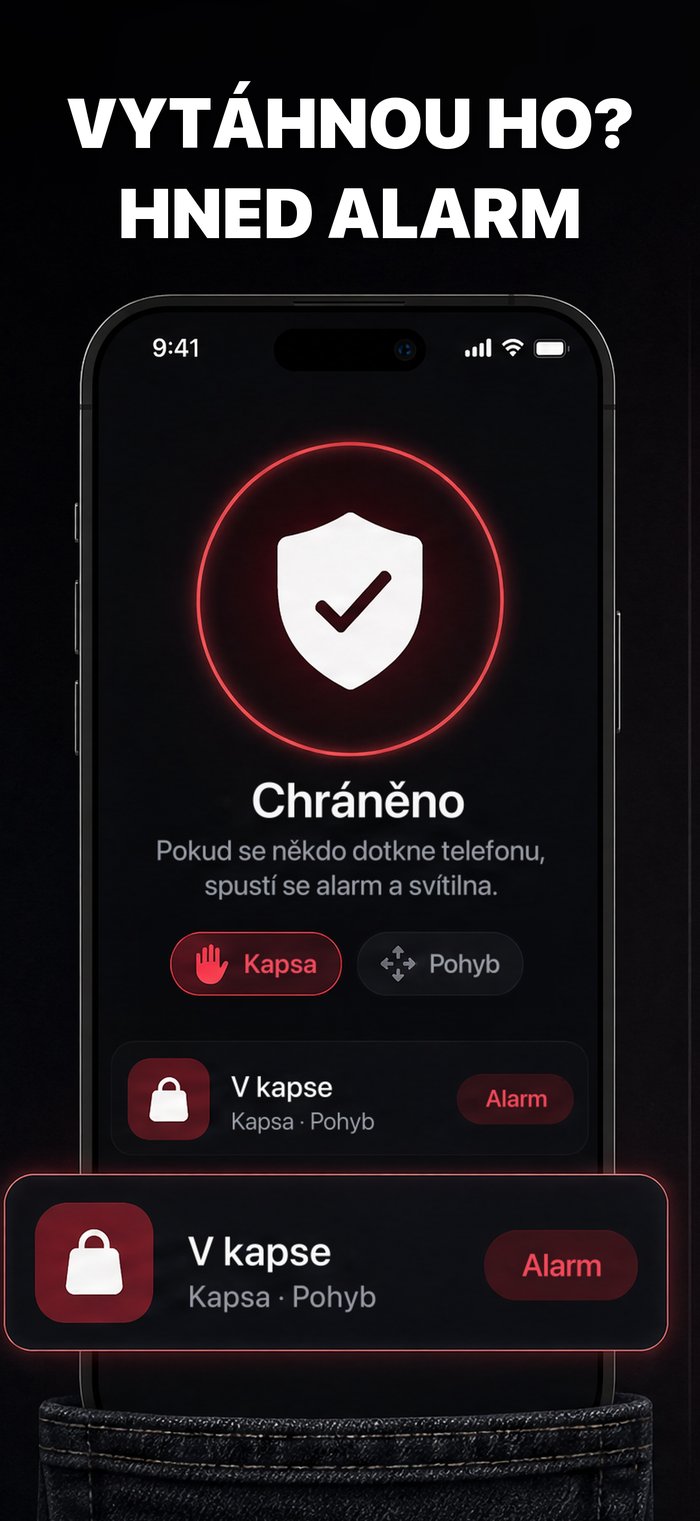 VYTÁHNOU HO?
HNED ALARM
9:41
Chráněno
Pokud se někdo dotkne telefonu,
spustí se alarm a svítilna.
Kapsa
Pohyb
V kapse
Kapsa · Pohyb
Alarm
V kapse
Kapsa · Pohyb
Alarm